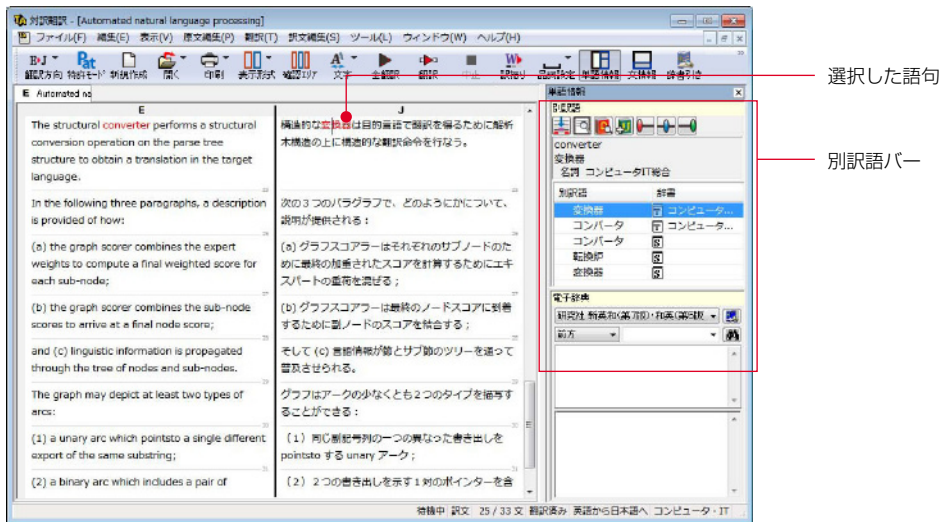 対訳翻訳 - [Automated natural language processing]
ファイル(F) 編集(E) 表示(V) 原文編集(P) 翻訳(T) 訳文編集(S) ツール(L) ウィンドウ(W) ヘルプ(H)
翻訳方向 特許モード 新規作成 開く 印刷 表示形式 確認エリア 文字 全翻訳 翻訳 中止 訳振り 品詞設定 単語情報 文情報 辞書引き
選択した語句
E Automated na
単語情報
E
J
別訳語
The structural converter performs a structural
conversion operation on the parse tree
structure to obtain a translation in the target
language.
構造的な変換器は目的言語で翻訳を得るために解析
木構造の上に構造的な翻訳命令を行なう。
converter
変換器
名詞 コンピュータIT総合
別訳語バー
別訳語 辞書
変換器 コンピュータ...
コンバータ コンピュータ...
コンバータ S
転換炉 S
変換器 S
In the following three paragraphs, a description
is provided of how:
次の3つのパラグラフで、どのようにかについて、
説明が提供される：
(a) the graph scorer combines the expert
weights to compute a final weighted score for
each sub-node;
(a) グラフスコアラーはそれぞれのサブノードのた
めに最終の加重されたスコアを計算するためにエキ
スパートの重荷を混ぜる；
電子辞典
研究社 新英和(第7版)・和英(第5版
前方
(b) the graph scorer combines the sub-node
scores to arrive at a final node score;
(b) グラフスコアラーは最終のノードスコアに到着
するために副ノードのスコアを結合する；
and (c) linguistic information is propagated
through the tree of nodes and sub-nodes.
そして (c) 言語情報が節とサブ節のツリーを通って
普及させられる。
The graph may depict at least two types of
arcs:
グラフはアークの少なくとも2つのタイプを描写す
ることができる：
(1) a unary arc which pointsto a single different
export of the same substring;
（１）同じ副記号列の一つの異なった書き出しを
pointsto する unary アーク；
(2) a binary arc which includes a pair of
（２）２つの書き出しを示す１対のポインターを含
待機中 訳文 25 / 33 文 翻訳済み 英語から日本語へ コンピュータ・IT